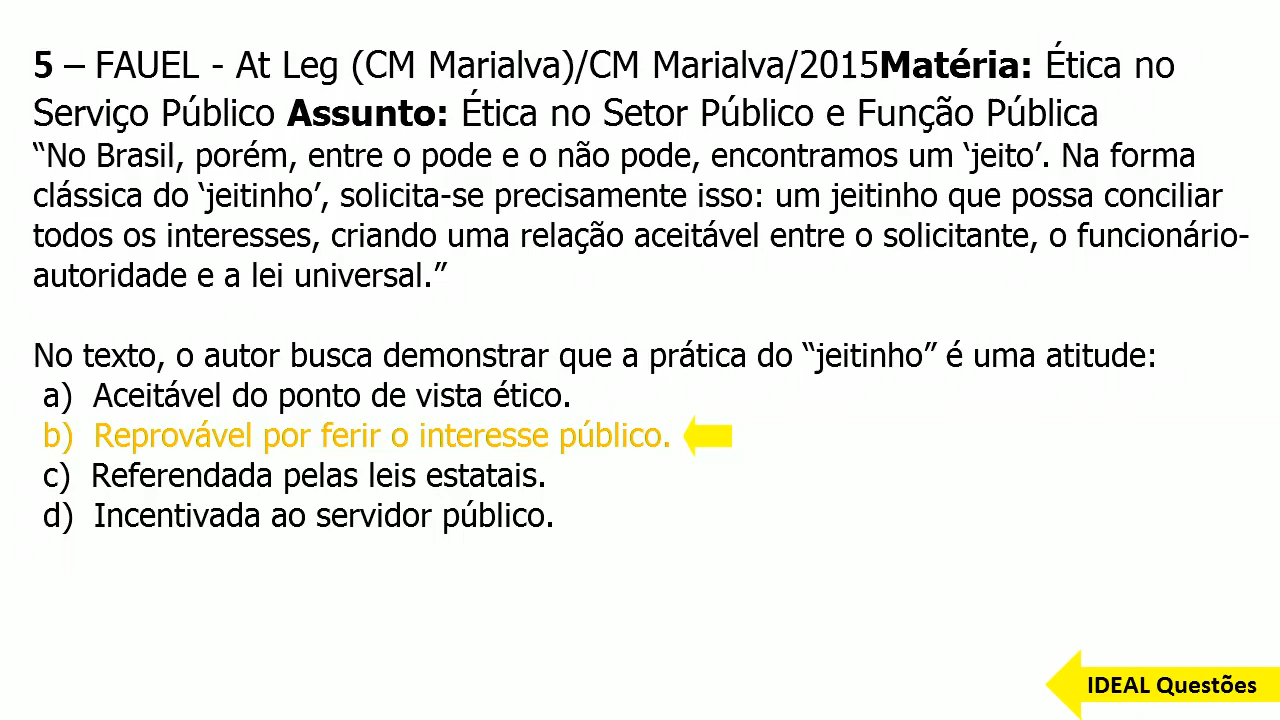 5 – FAUEL - At Leg (CM Marialva)/CM Marialva/2015Matéria: Ética no
Serviço Público Assunto: Ética no Setor Público e Função Pública
“No Brasil, porém, entre o pode e o não pode, encontramos um ‘jeito’. Na forma
clássica do ‘jeitinho’, solicita-se precisamente isso: um jeitinho que possa conciliar
todos os interesses, criando uma relação aceitável entre o solicitante, o funcionário-
autoridade e a lei universal.”
No texto, o autor busca demonstrar que a prática do “jeitinho” é uma atitude:
a) Aceitável do ponto de vista ético.
b) Reprovável por ferir o interesse público.
c) Referendada pelas leis estatais.
d) Incentivada ao servidor público.
IDEAL Questões